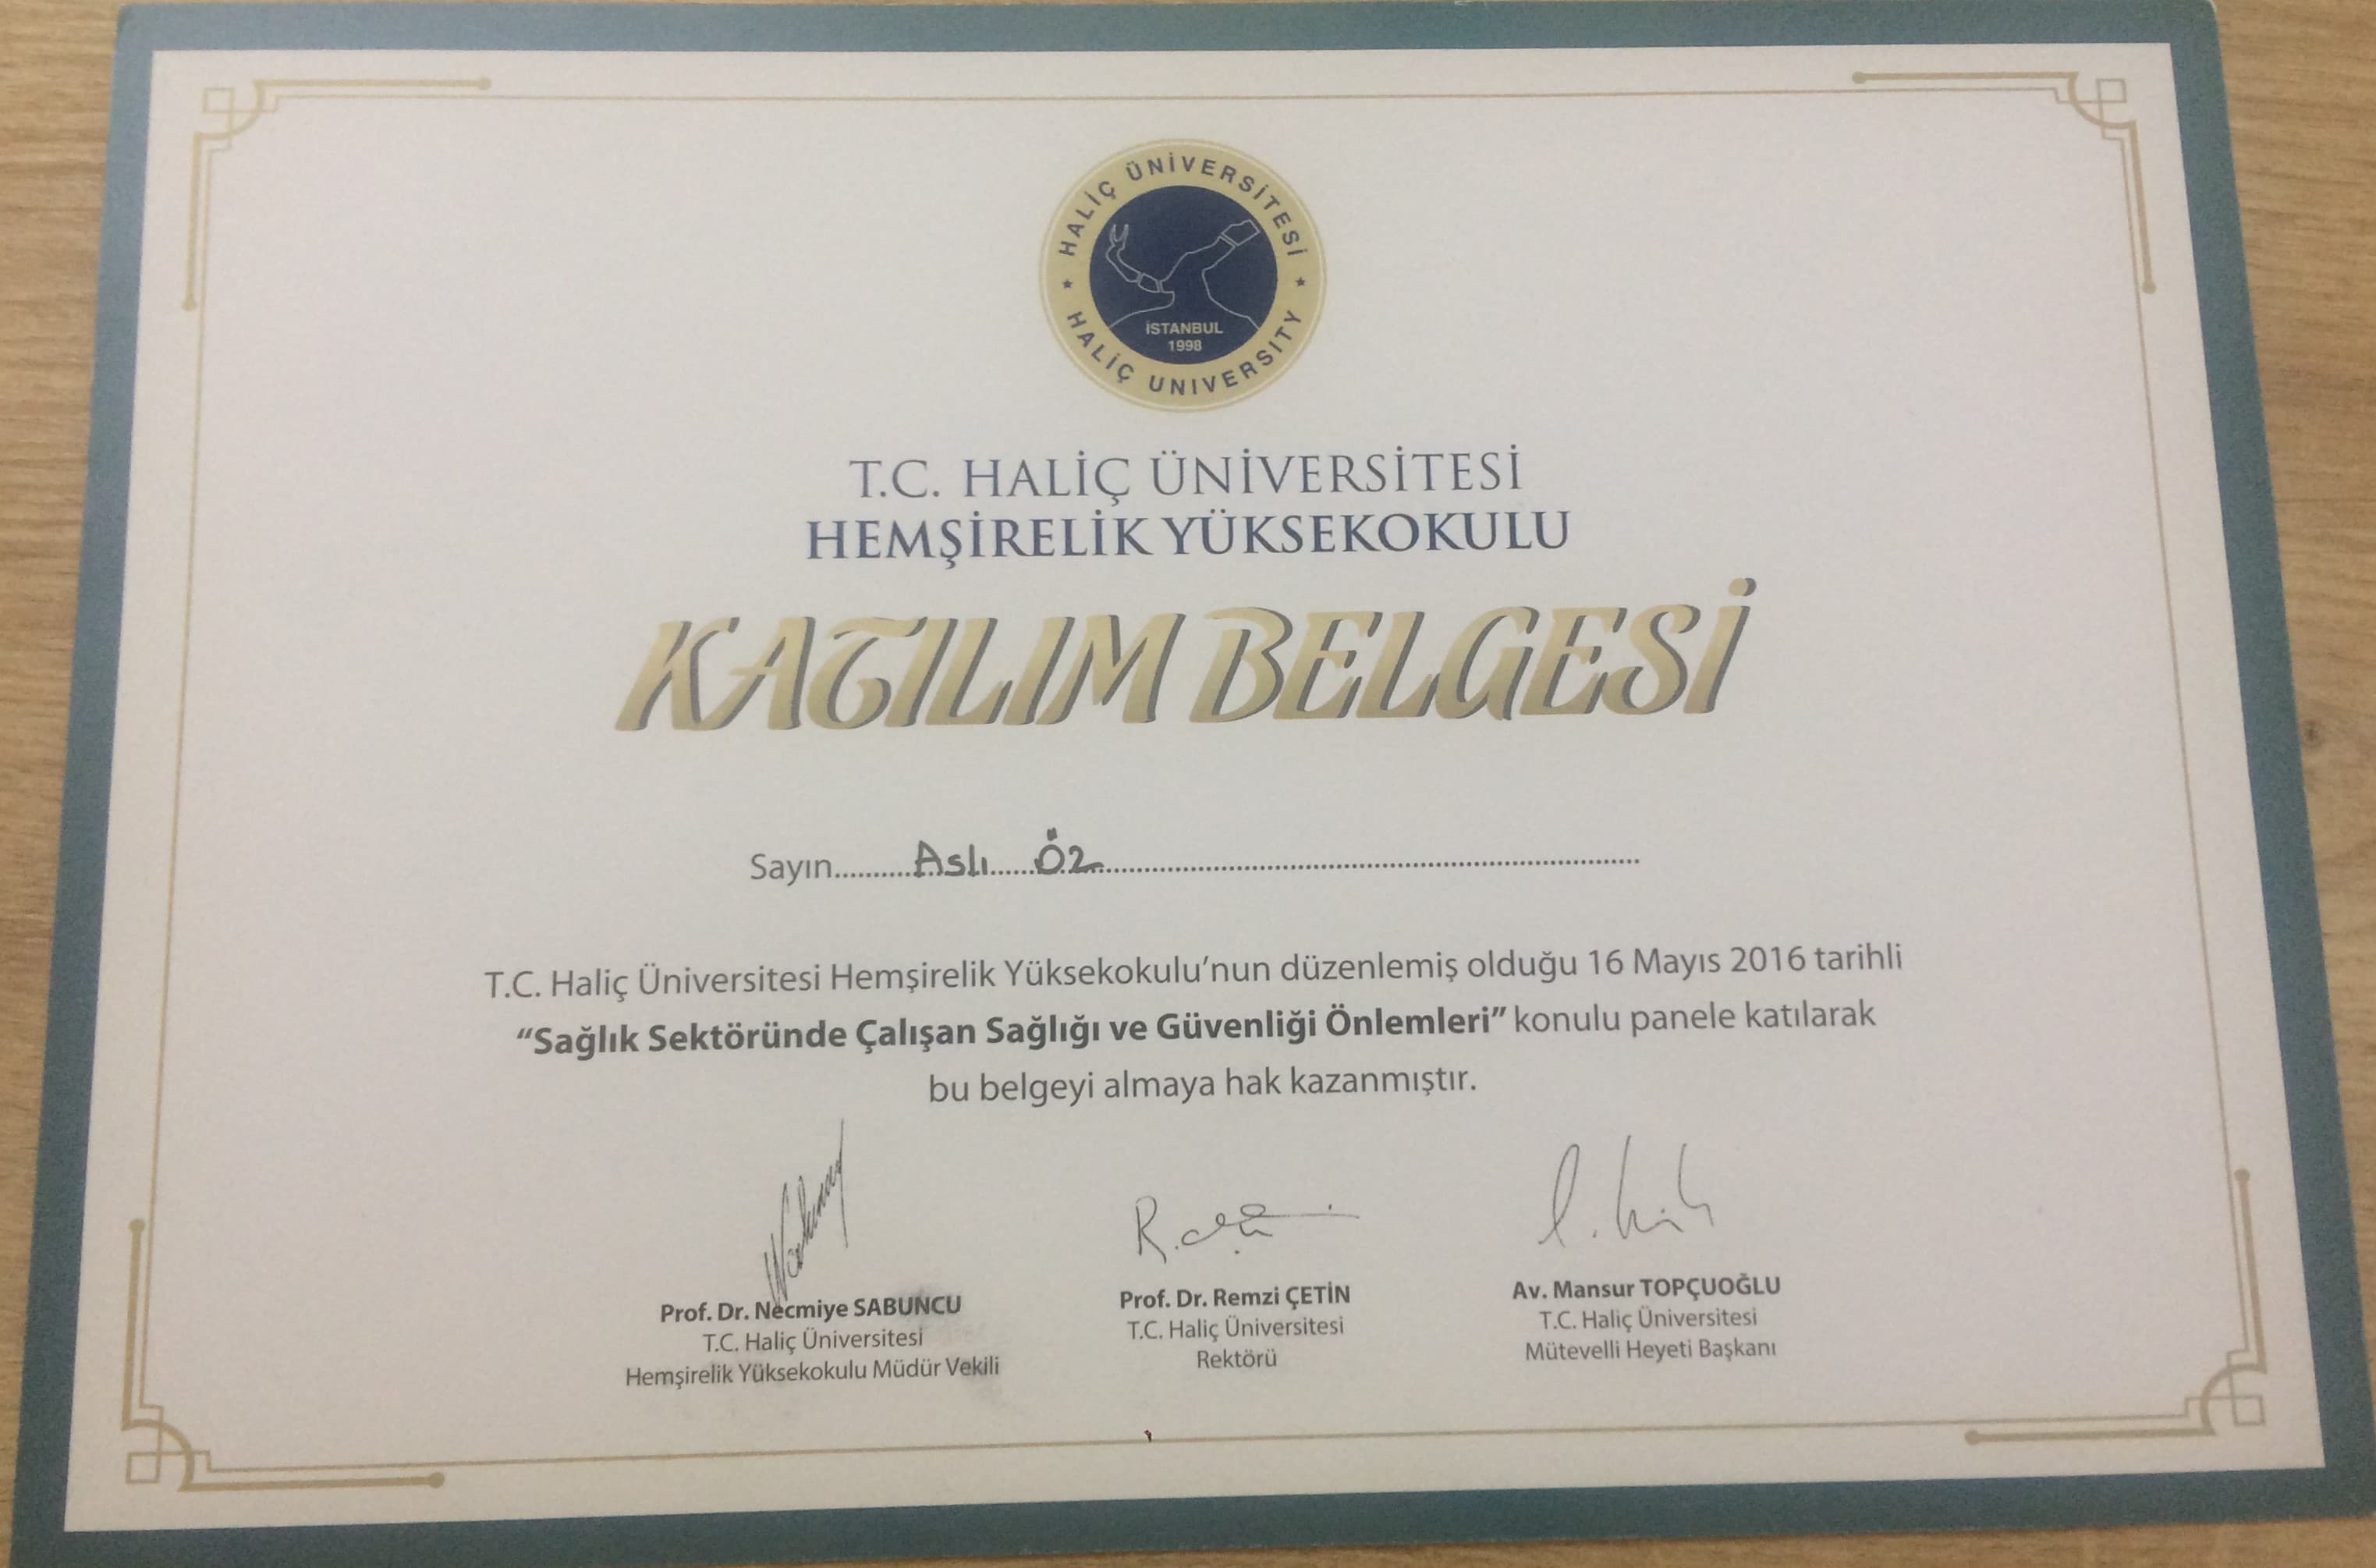 HALİÇ ÜNİVERSİTESİ
İSTANBUL
1998
HALİÇ UNIVERSITY
T.C. HALİÇ ÜNİVERSİTESİ
HEMŞİRELİK YÜKSEKOKULU
KATILIM BELGESİ
Sayın..........Aslı......Öz..........................................................................
T.C. Haliç Üniversitesi Hemşirelik Yüksekokulu’nun düzenlemiş olduğu 16 Mayıs 2016 tarihli
“Sağlık Sektöründe Çalışan Sağlığı ve Güvenliği Önlemleri” konulu panele katılarak
bu belgeyi almaya hak kazanmıştır.
Prof. Dr. Necmiye SABUNCU
T.C. Haliç Üniversitesi
Hemşirelik Yüksekokulu Müdür Vekili
Prof. Dr. Remzi ÇETİN
T.C. Haliç Üniversitesi
Rektörü
Av. Mansur TOPÇUOĞLU
T.C. Haliç Üniversitesi
Mütevelli Heyeti Başkanı